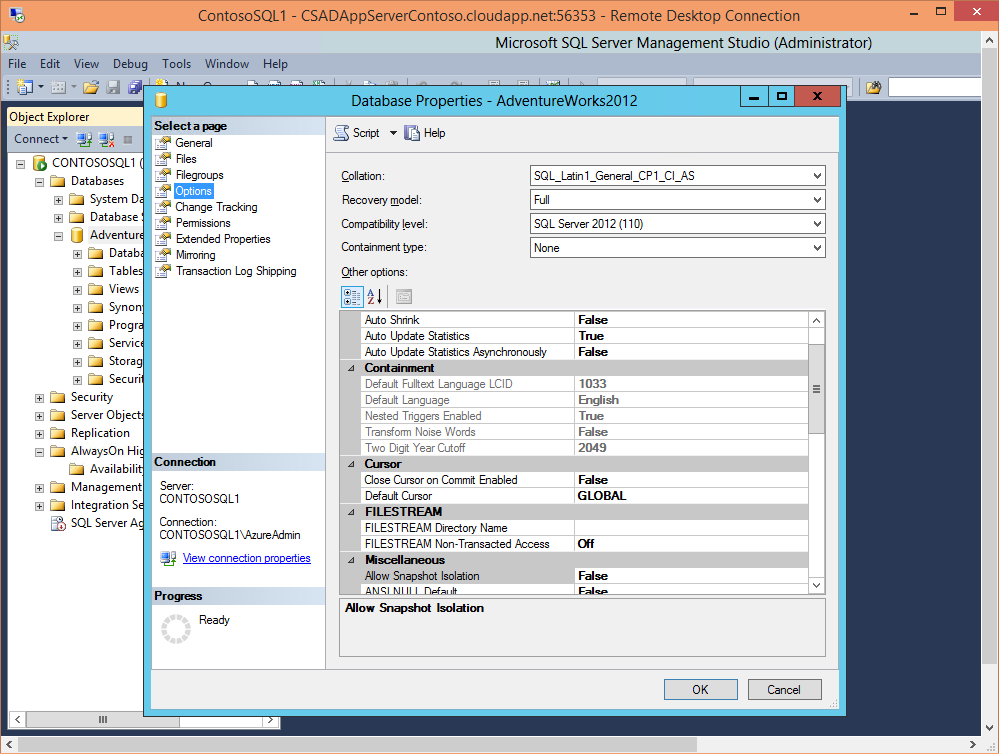 ContosoSQL1 - CSADAppServerContoso.cloudapp.net:56353 - Remote Desktop Connection
Microsoft SQL Server Management Studio (Administrator)
File Edit View Debug Tools Window Help
Database Properties - AdventureWorks2012
Object Explorer
Connect
CONTOSOSQL1 (
Databases
System Da
Database
Adventure
Datab
Tables
Views
Synon
Progra
Service
Storag
Securit
Security
Server Objects
Replication
AlwaysOn Hig
Availabilit
Management
Integration Se
SQL Server Ag
Select a page
General
Files
Filegroups
Options
Change Tracking
Permissions
Extended Properties
Mirroring
Transaction Log Shipping
Connection
Server:
CONTOSOSQL1
Connection:
CONTOSOSQL1\AzureAdmin
View connection properties
Progress
Ready
Script Help
Collation: SQL_Latin1_General_CP1_CI_AS
Recovery model: Full
Compatibility level: SQL Server 2012 (110)
Containment type: None
Other options:
Auto Shrink False
Auto Update Statistics True
Auto Update Statistics Asynchronously False
Containment
Default Fulltext Language LCID 1033
Default Language English
Nested Triggers Enabled True
Transform Noise Words False
Two Digit Year Cutoff 2049
Cursor
Close Cursor on Commit Enabled False
Default Cursor GLOBAL
FILESTREAM
FILESTREAM Directory Name
FILESTREAM Non-Transacted Access Off
Miscellaneous
Allow Snapshot Isolation False
ANSI NULL Default False
Allow Snapshot Isolation
OK Cancel